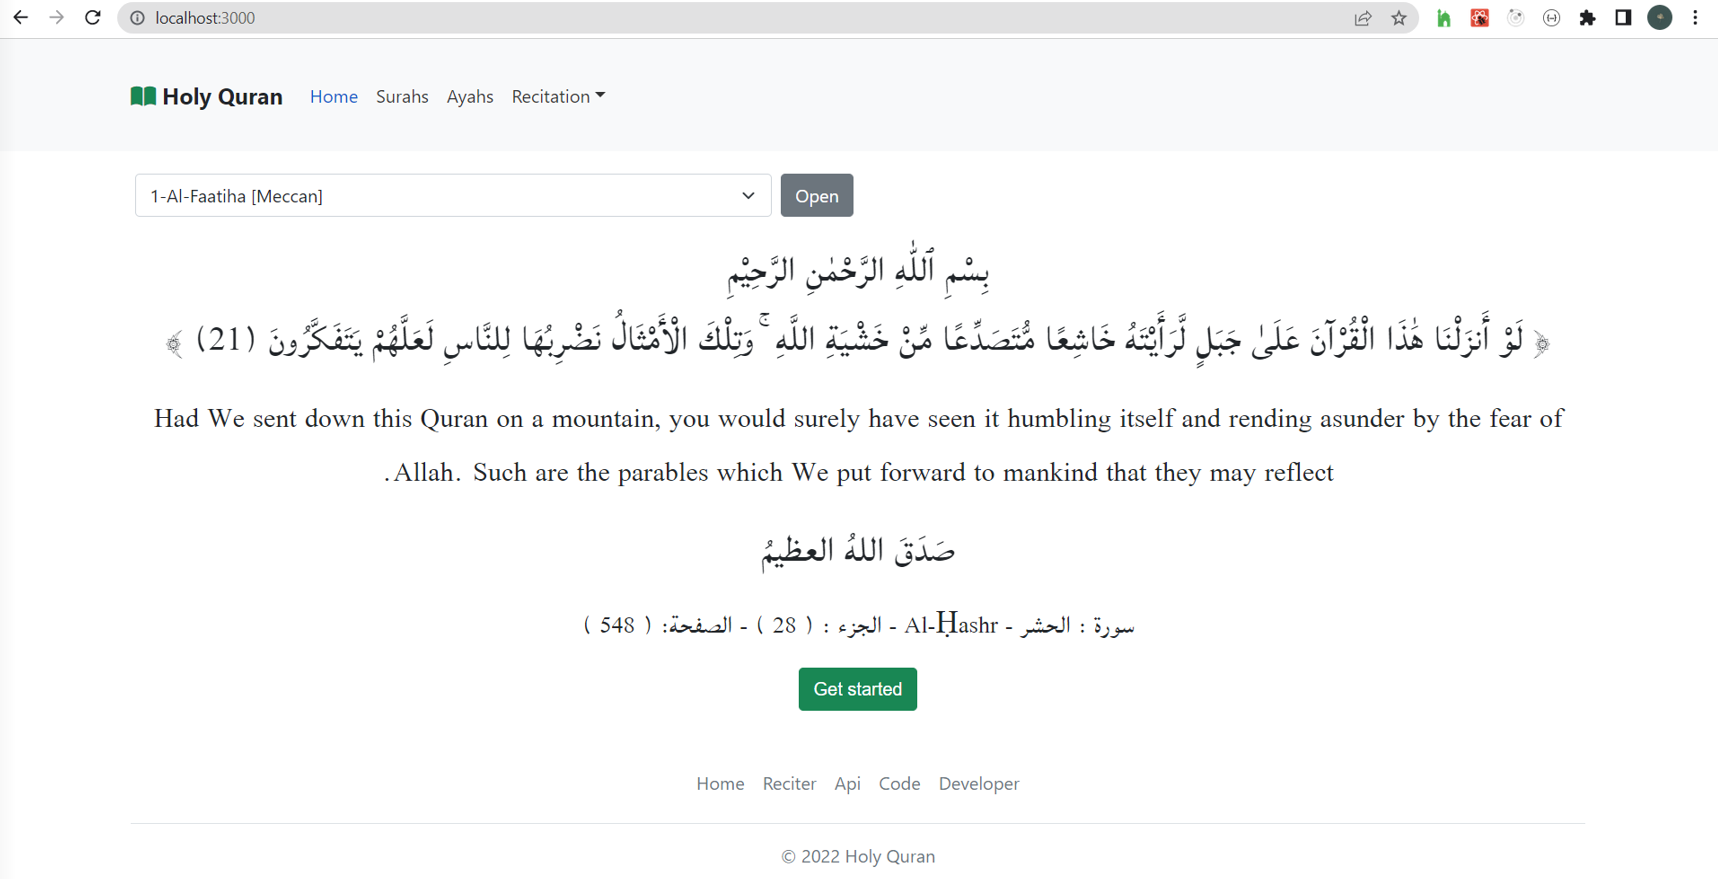 localhost:3000
Holy Quran Home Surahs Ayahs Recitation
1-Al-Faatiha [Meccan] Open
بِسْمِ ٱللّٰهِ الرَّحْمٰنِ الرَّحِيْمِ
﴿ لَوْ أَنزَلْنَا هَٰذَا الْقُرْآنَ عَلَىٰ جَبَلٍ لَّرَأَيْتَهُ خَاشِعًا مُّتَصَدِّعًا مِّنْ خَشْيَةِ اللَّهِ ۚ وَتِلْكَ الْأَمْثَالُ نَضْرِبُهَا لِلنَّاسِ لَعَلَّهُمْ يَتَفَكَّرُونَ (21) ﴾
Had We sent down this Quran on a mountain, you would surely have seen it humbling itself and rending asunder by the fear of
.Allah. Such are the parables which We put forward to mankind that they may reflect
صَدَقَ اللهُ العظيمُ
سورة : الحشر - Al-Ḥashr - الجزء : ( 28 ) - الصفحة: ( 548 )
Get started
Home Reciter Api Code Developer
© 2022 Holy Quran